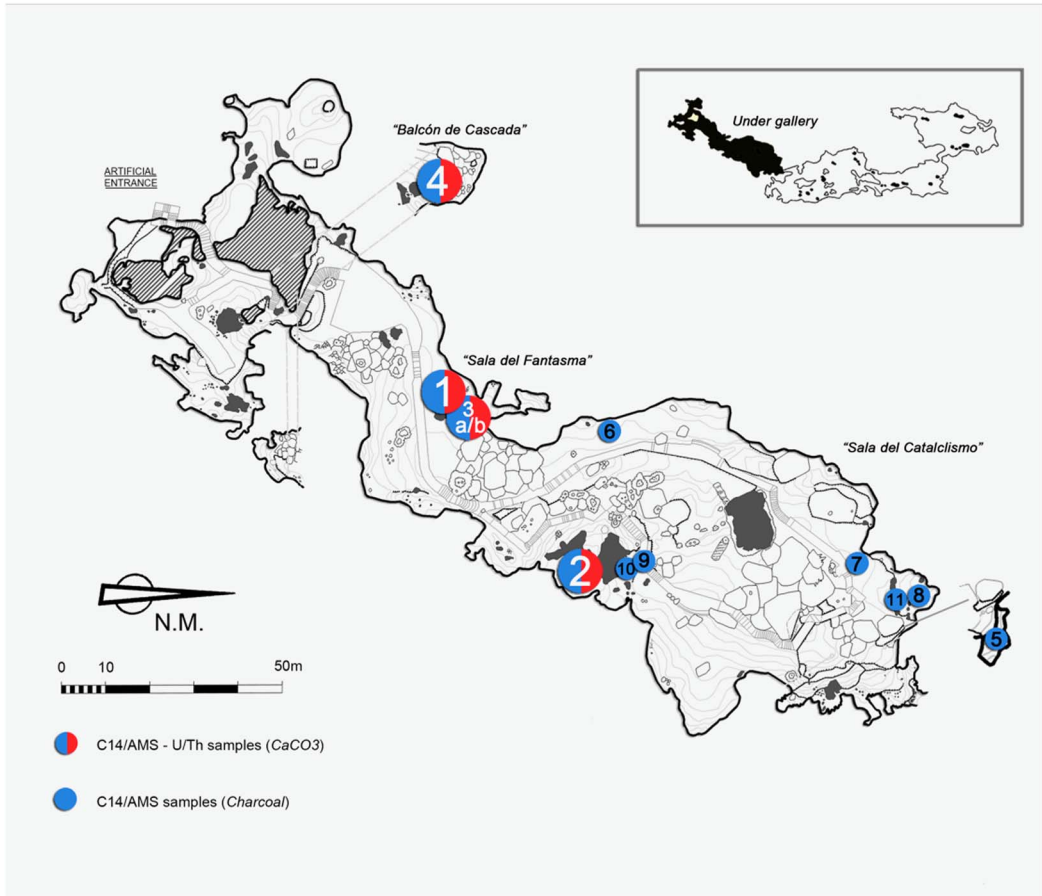 "Balcón de Cascada"
Under gallery
ARTIFICIAL
ENTRANCE
4
"Sala del Fantasma"
1
3
a/b
6
"Sala del Catalclismo"
2
10
9
7
11
8
5
N.M.
0 10 50m
C14/AMS - U/Th samples (CaCO3)
C14/AMS samples (Charcoal)